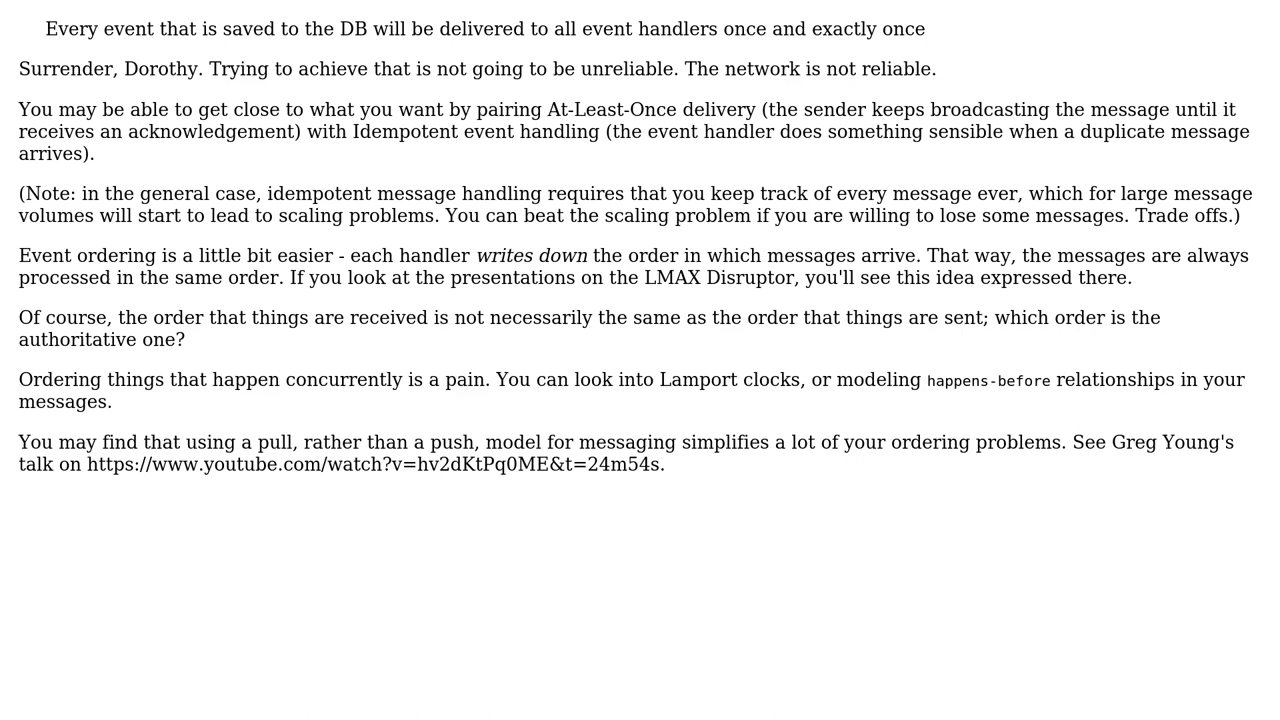 Every event that is saved to the DB will be delivered to all event handlers once and exactly once
Surrender, Dorothy. Trying to achieve that is not going to be unreliable. The network is not reliable.
You may be able to get close to what you want by pairing At-Least-Once delivery (the sender keeps broadcasting the message until it
receives an acknowledgement) with Idempotent event handling (the event handler does something sensible when a duplicate message
arrives).
(Note: in the general case, idempotent message handling requires that you keep track of every message ever, which for large message
volumes will start to lead to scaling problems. You can beat the scaling problem if you are willing to lose some messages. Trade offs.)
Event ordering is a little bit easier - each handler writes down the order in which messages arrive. That way, the messages are always
processed in the same order. If you look at the presentations on the LMAX Disruptor, you'll see this idea expressed there.
Of course, the order that things are received is not necessarily the same as the order that things are sent; which order is the
authoritative one?
Ordering things that happen concurrently is a pain. You can look into Lamport clocks, or modeling happens-before relationships in your
messages.
You may find that using a pull, rather than a push, model for messaging simplifies a lot of your ordering problems. See Greg Young's
talk on https://www.youtube.com/watch?v=hv2dKtPq0ME&t=24m54s.